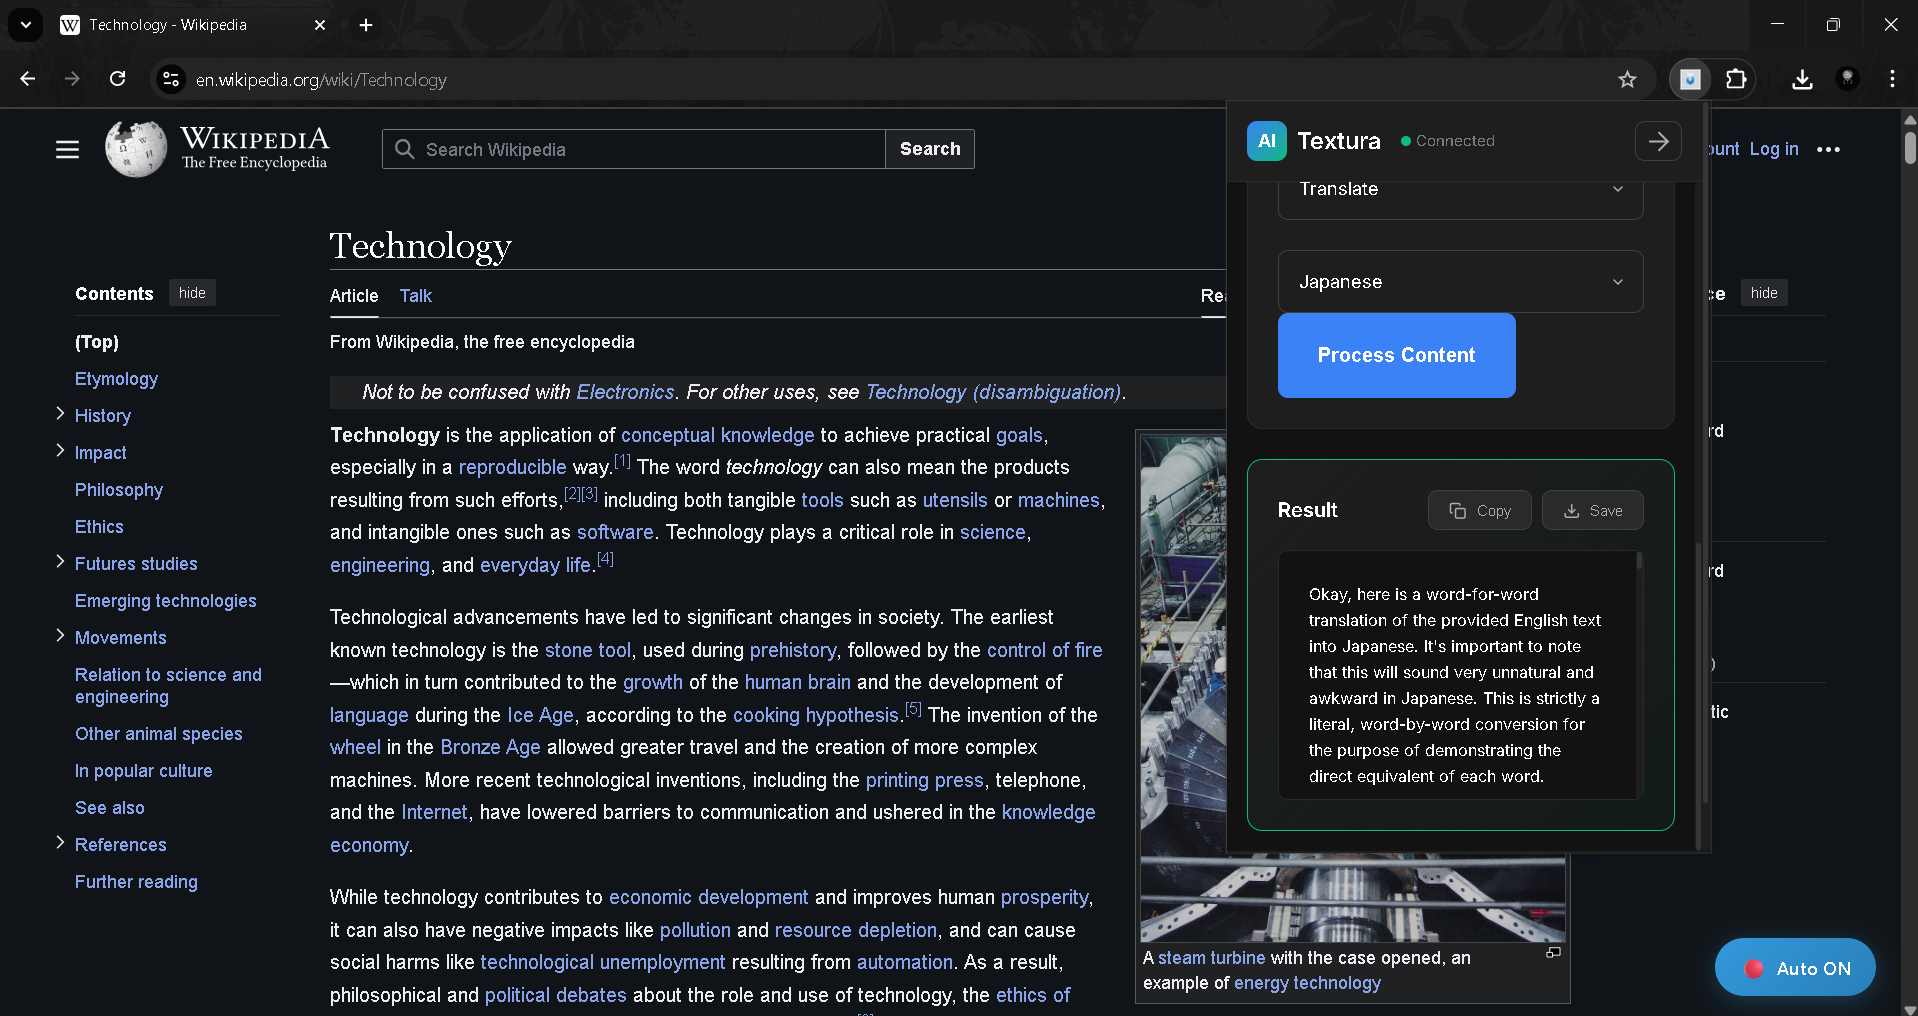 Technology - Wikipedia
en.wikipedia.org/wiki/Technology
WIKIPEDIA
The Free Encyclopedia
Search Wikipedia
Search
Log in
Technology
Contents
hide
(Top)
Etymology
History
Impact
Philosophy
Ethics
Futures studies
Emerging technologies
Movements
Relation to science and
engineering
Other animal species
In popular culture
See also
References
Further reading
Article
Talk
From Wikipedia, the free encyclopedia
Not to be confused with Electronics. For other uses, see Technology (disambiguation).
Technology is the application of conceptual knowledge to achieve practical goals,
especially in a reproducible way.[1] The word technology can also mean the products
resulting from such efforts,[2][3] including both tangible tools such as utensils or machines,
and intangible ones such as software. Technology plays a critical role in science,
engineering, and everyday life.[4]
Technological advancements have led to significant changes in society. The earliest
known technology is the stone tool, used during prehistory, followed by the control of fire
—which in turn contributed to the growth of the human brain and the development of
language during the Ice Age, according to the cooking hypothesis.[5] The invention of the
wheel in the Bronze Age allowed greater travel and the creation of more complex
machines. More recent technological inventions, including the printing press, telephone,
and the Internet, have lowered barriers to communication and ushered in the knowledge
economy.
While technology contributes to economic development and improves human prosperity,
it can also have negative impacts like pollution and resource depletion, and can cause
social harms like technological unemployment resulting from automation. As a result,
philosophical and political debates about the role and use of technology, the ethics of
A steam turbine with the case opened, an
example of energy technology
AI
Textura
Connected
Translate
Japanese
Process Content
Result
Copy
Save
Okay, here is a word-for-word
translation of the provided English text
into Japanese. It's important to note
that this will sound very unnatural and
awkward in Japanese. This is strictly a
literal, word-by-word conversion for
the purpose of demonstrating the
direct equivalent of each word.
hide
Auto ON